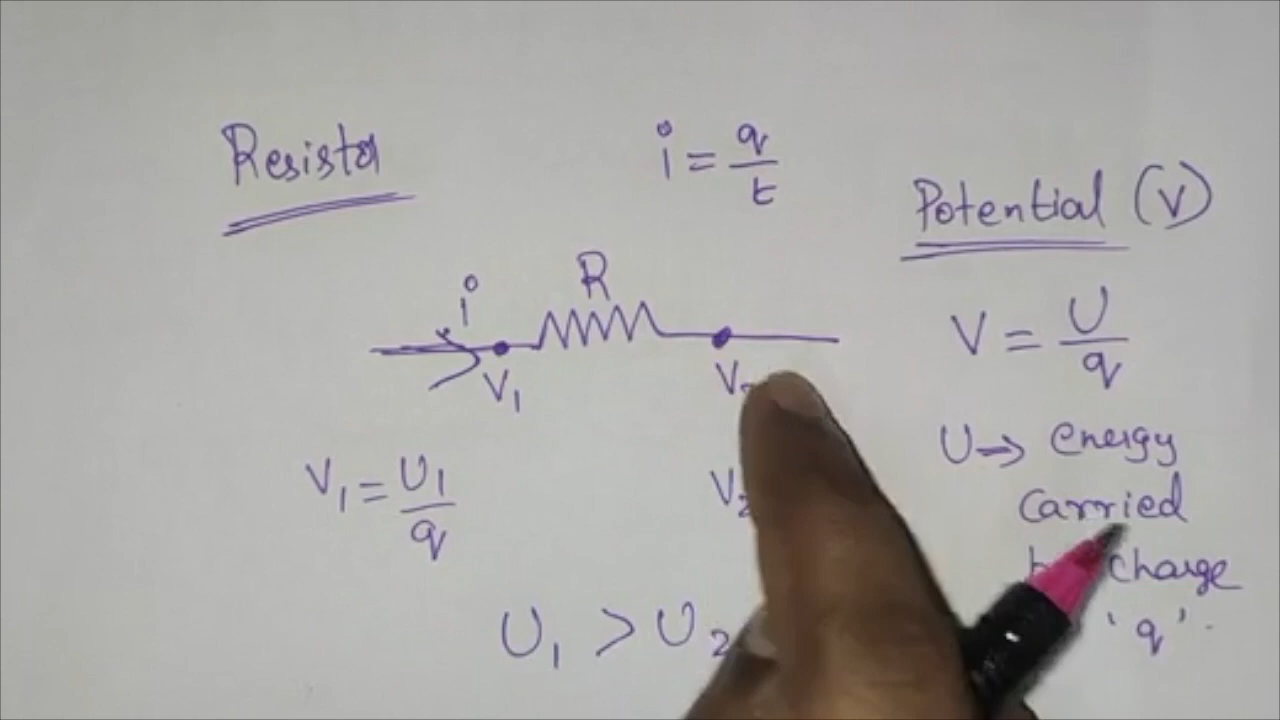 Resistor
i = q/t
Potential (V)
R
i
V = U/q
V1
U → energy
carried
charge
'q'.
V1 = U1/q
U1 > U2